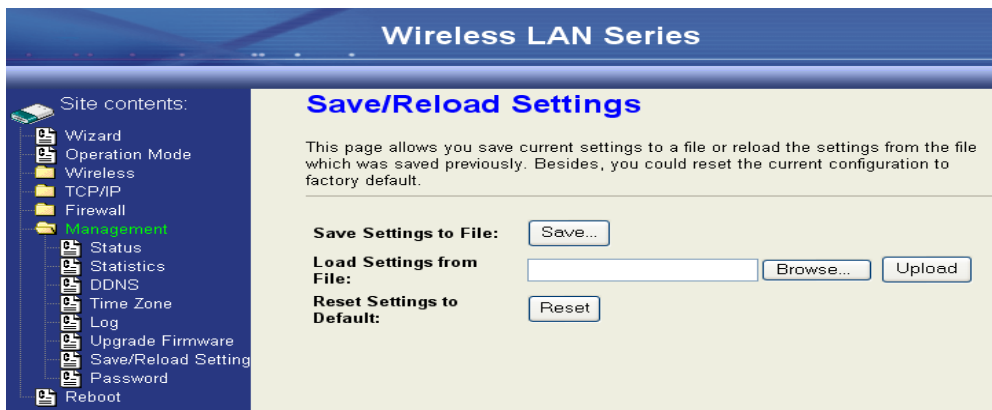 Wireless LAN Series
Site contents:
Wizard
Operation Mode
Wireless
TCP/IP
Firewall
Management
Status
Statistics
DDNS
Time Zone
Log
Upgrade Firmware
Save/Reload Setting
Password
Reboot
Save/Reload Settings
This page allows you save current settings to a file or reload the settings from the file
which was saved previously. Besides, you could reset the current configuration to
factory default.
Save Settings to File: Save...
Load Settings from
File: Browse... Upload
Reset Settings to
Default: Reset